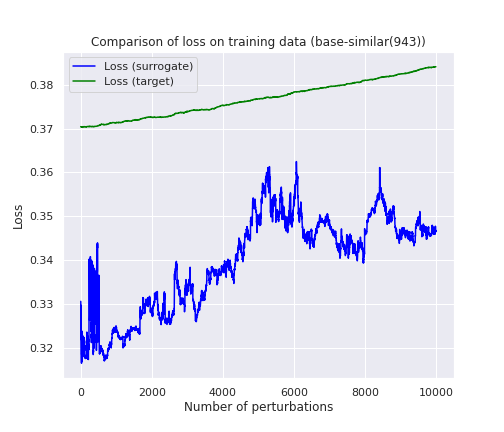 Comparison of loss on training data (base-similar(943))
Loss (surrogate)
Loss (target)
0.38
0.37
0.36
0.35
0.34
0.33
0.32
Loss
0 2000 4000 6000 8000 10000
Number of perturbations